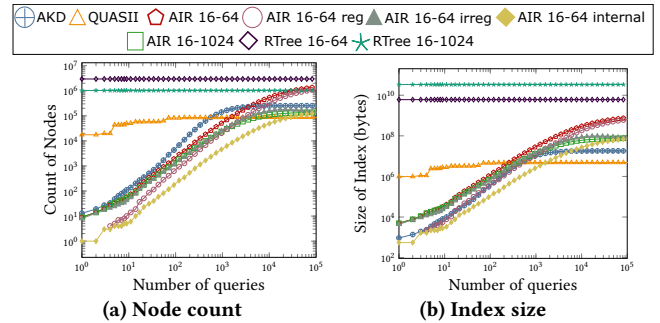 AKD QUASII AIR 16-64 AIR 16-64 reg AIR 16-64 irreg AIR 16-64 internal
AIR 16-1024 RTree 16-64 RTree 16-1024
Count of Nodes
10^7
10^6
10^5
10^4
10^3
10^2
10^1
10^0
10^0 10^1 10^2 10^3 10^4 10^5
Number of queries
(a) Node count
Size of Index (bytes)
10^10
10^8
10^6
10^4
10^2
10^0 10^1 10^2 10^3 10^4 10^5
Number of queries
(b) Index size